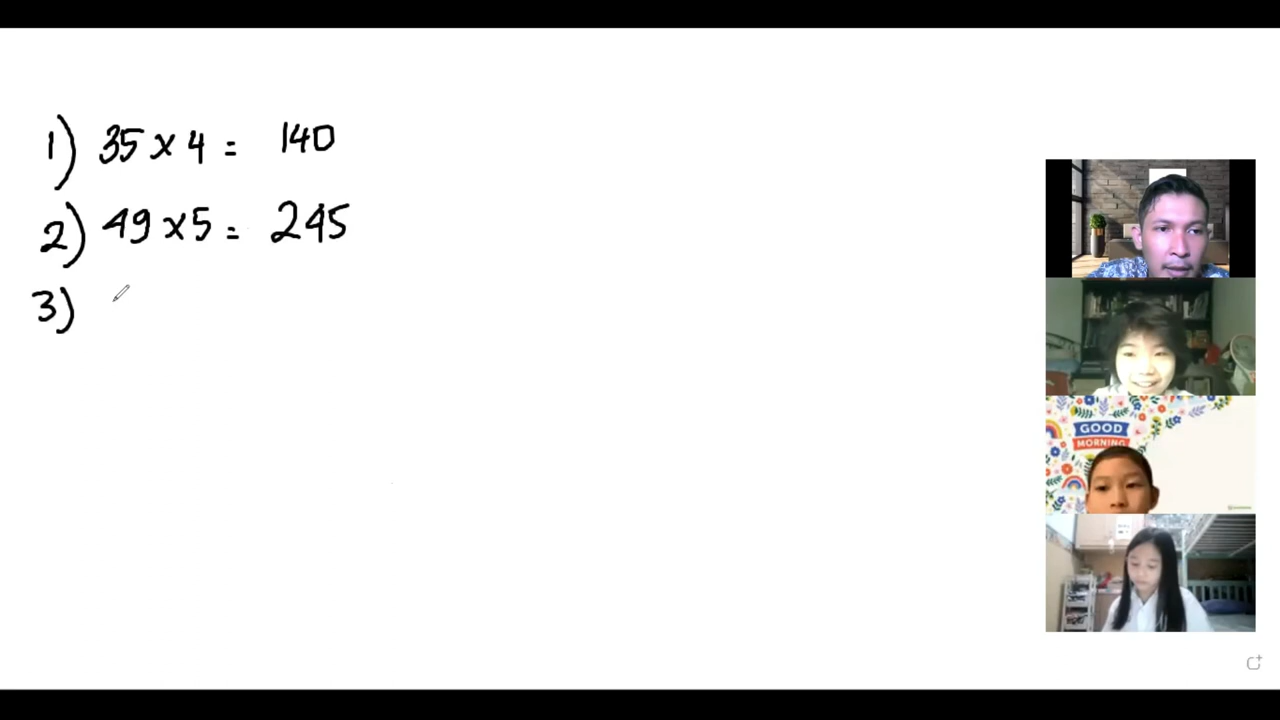 1) 35 x 4 = 140
2) 49 x 5 = 245
3)
GOOD
MORNING